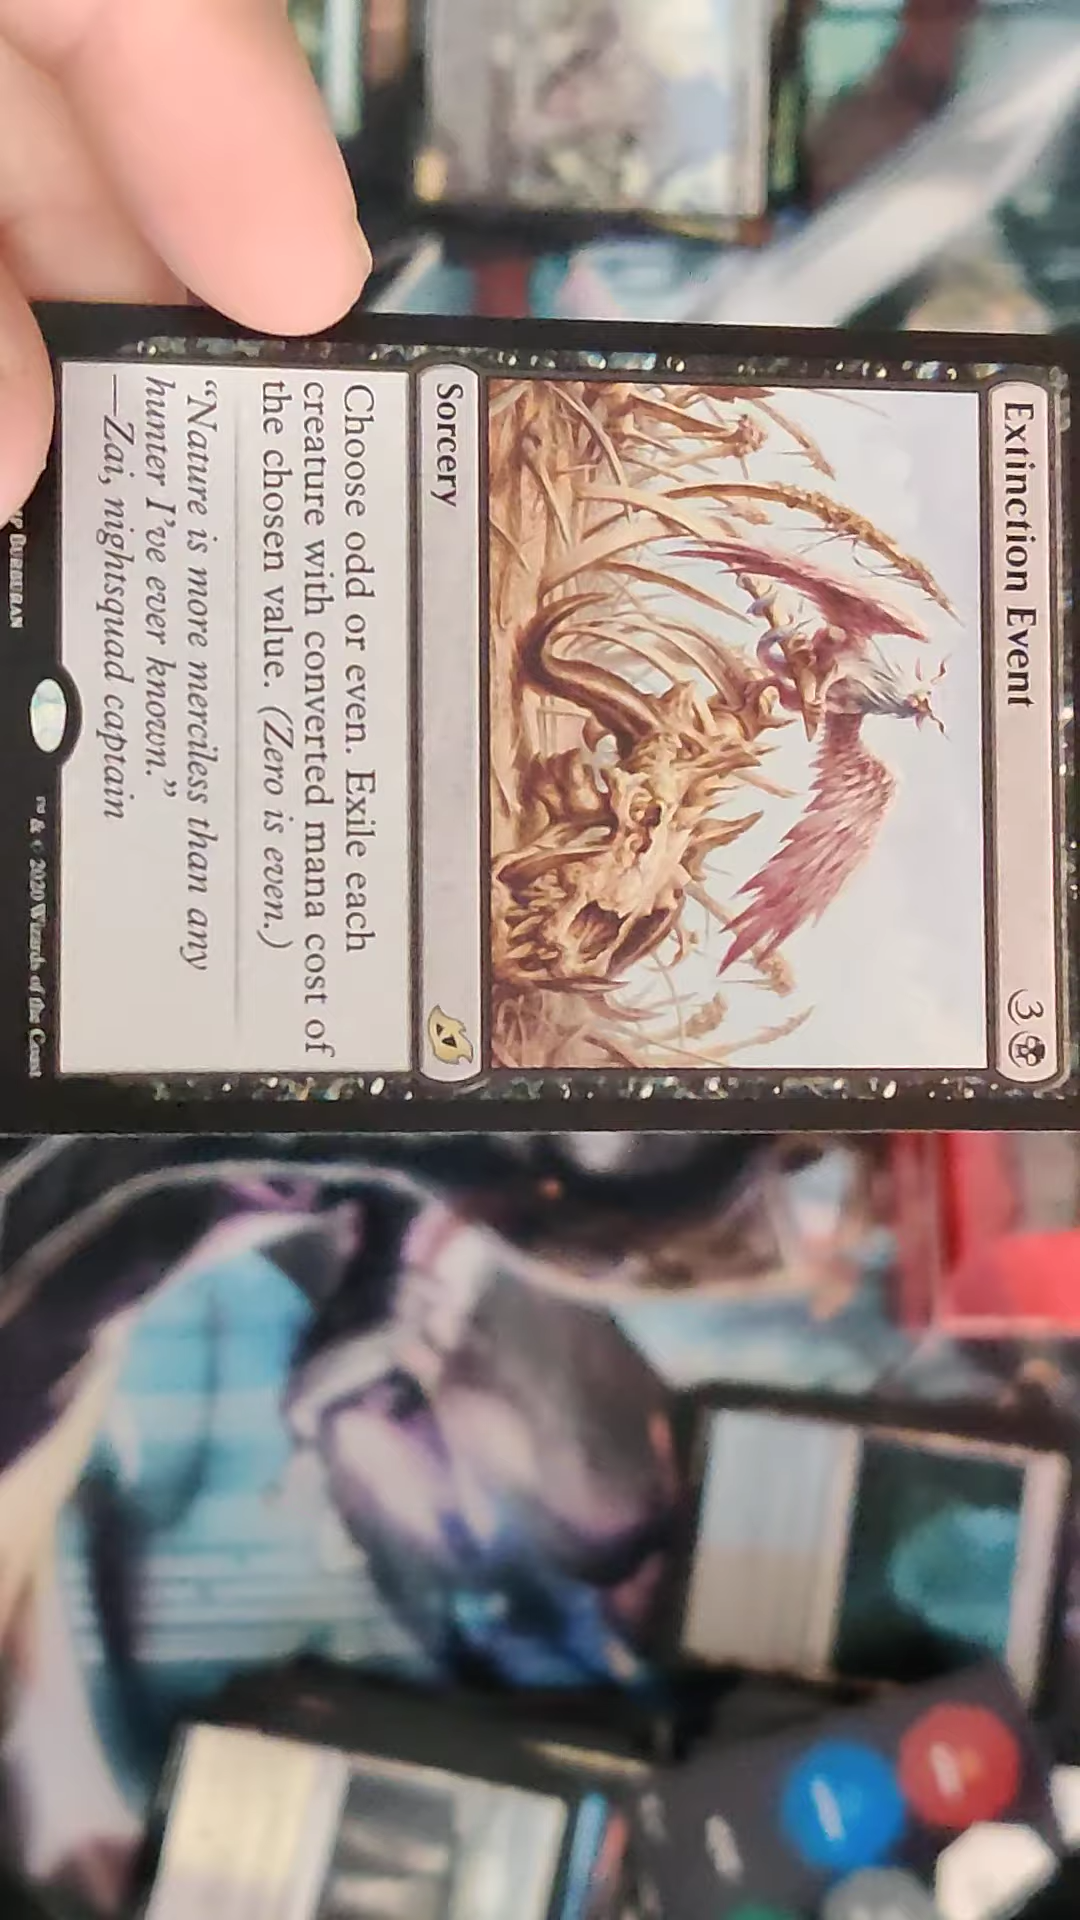 Extinction Event
3
Sorcery
Choose odd or even. Exile each
creature with converted mana cost of
the chosen value. (Zero is even.)
“Nature is more merciless than any
hunter I’ve ever known.”
—Zai, nightsquad captain
™ & © 2020 Wizards of the Coast